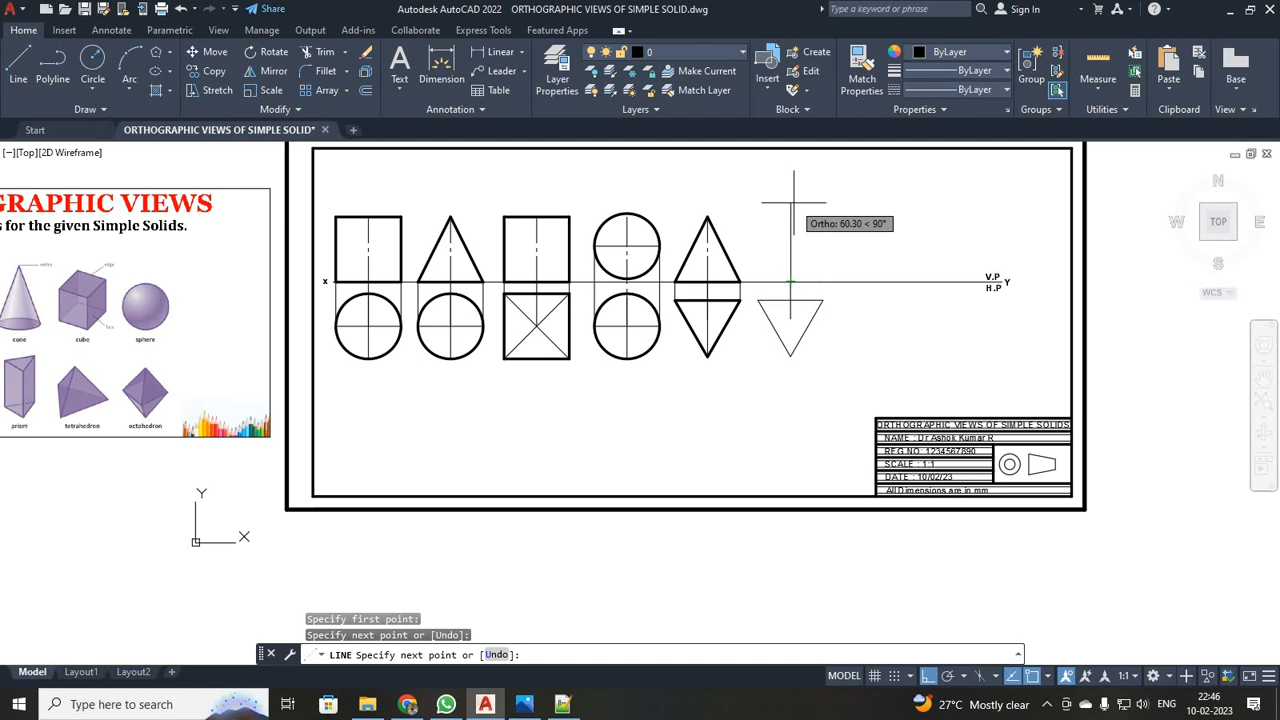 Share
Autodesk AutoCAD 2022 ORTHOGRAPHIC VIEWS OF SIMPLE SOLID.dwg
Type a keyword or phrase
Sign In
Home Insert Annotate Parametric View Manage Output Add-ins Collaborate Express Tools Featured Apps
Line Polyline Circle Arc
Move Rotate Trim
Copy Mirror Fillet
Stretch Scale Array
Text Dimension
Linear
Leader
Table
Layer Properties
0
Make Current
Match Layer
Insert
Create
Edit
Match Properties
ByLayer
ByLayer
ByLayer
Group
Measure
Paste
Base
Draw Modify Annotation Layers Block Properties Groups Utilities Clipboard View
Start ORTHOGRAPHIC VIEWS OF SIMPLE SOLID*
[−][Top][2D Wireframe]
N
W TOP E
S
WCS
GRAPHIC VIEWS
s for the given Simple Solids.
vertex
edge
face
cone cube sphere
prism tetrahedron octahedron
Ortho: 60.30 < 90°
x
V.P
H.P
Y
ORTHOGRAPHIC VIEWS OF SIMPLE SOLIDS
NAME : Dr Ashok Kumar R
REG NO: 1234567890
SCALE : 1:1
DATE : 10/02/23
All Dimensions are in mm
Y
X
Specify first point:
Specify next point or [Undo]:
LINE Specify next point or [Undo]:
Model Layout1 Layout2
MODEL
1:1
Type here to search
27°C Mostly clear
ENG
22:46
10-02-2023